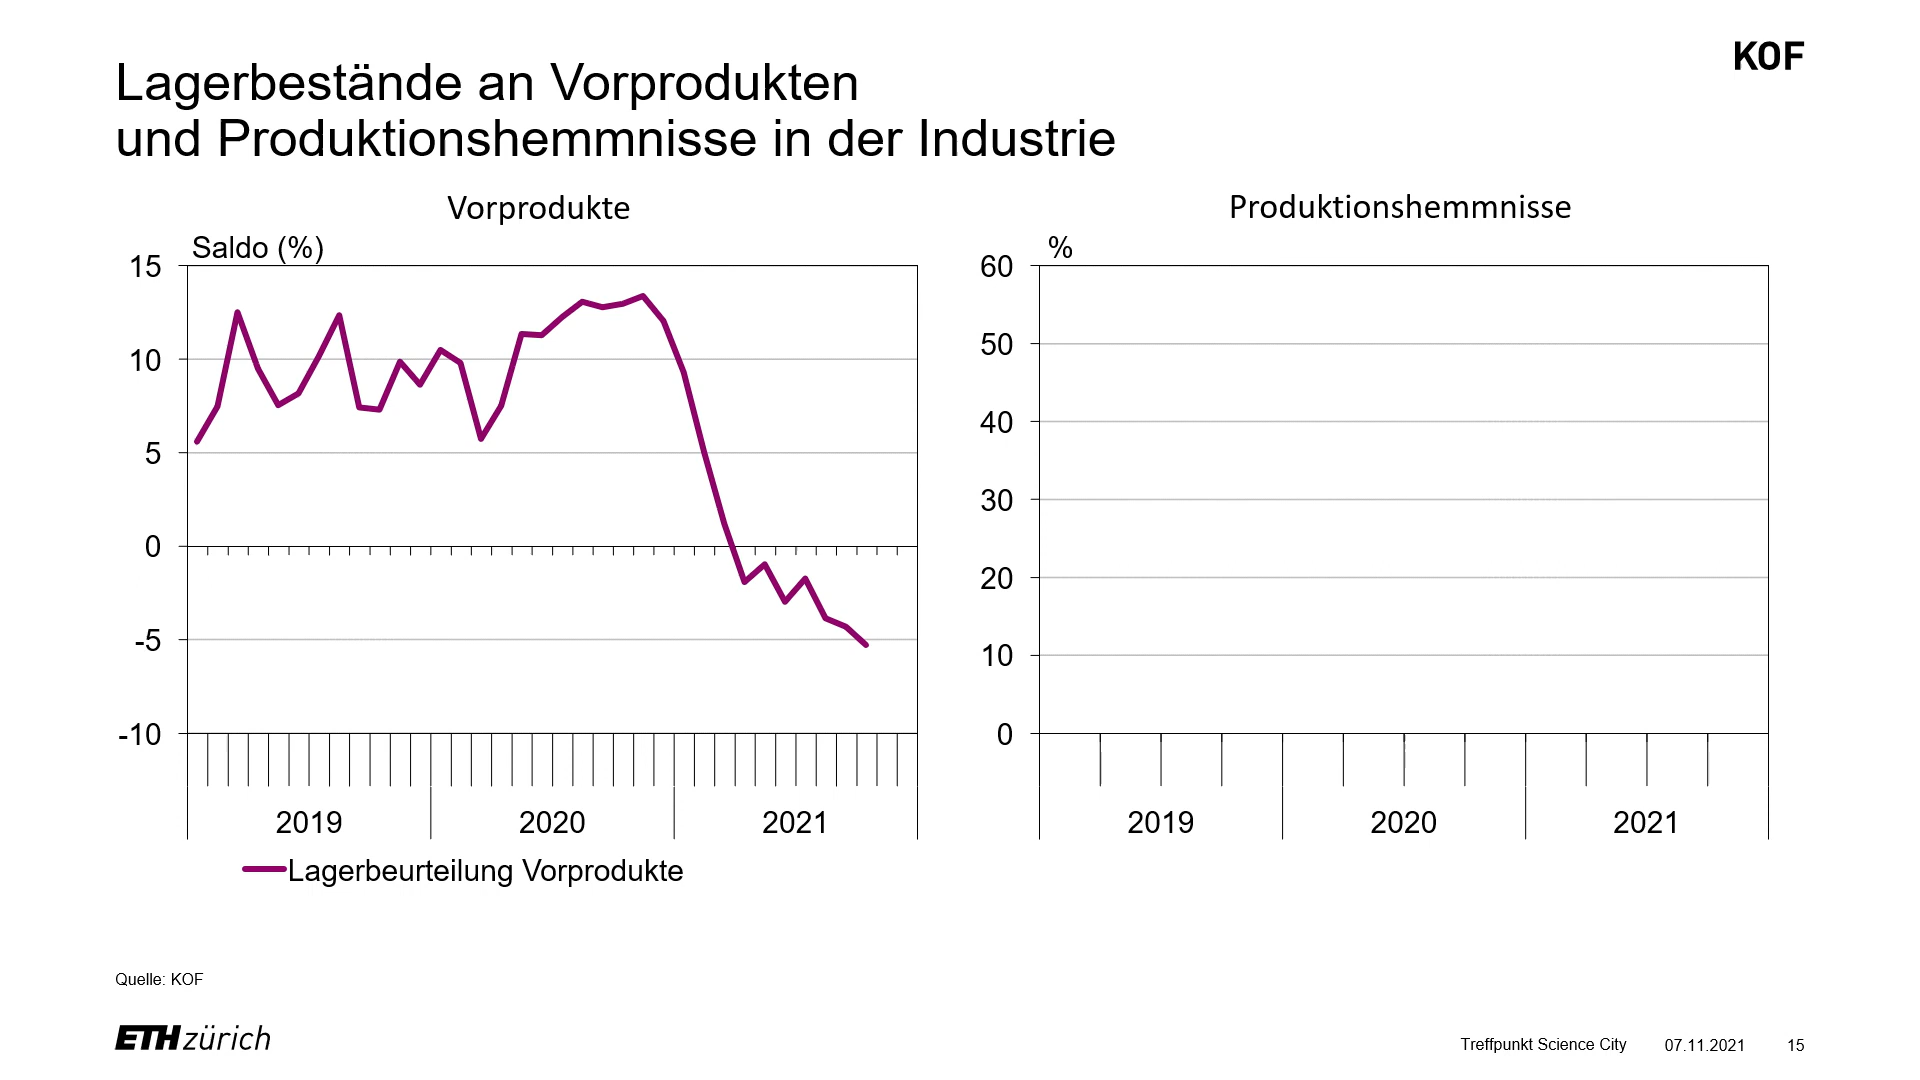 KOF
Lagerbestände an Vorprodukten
und Produktionshemmnisse in der Industrie
Vorprodukte
Saldo (%)
15
10
5
0
-5
-10
2019 2020 2021
Lagerbeurteilung Vorprodukte
Produktionshemmnisse
%
60
50
40
30
20
10
0
2019 2020 2021
Quelle: KOF
ETH zürich
Treffpunkt Science City 07.11.2021 15